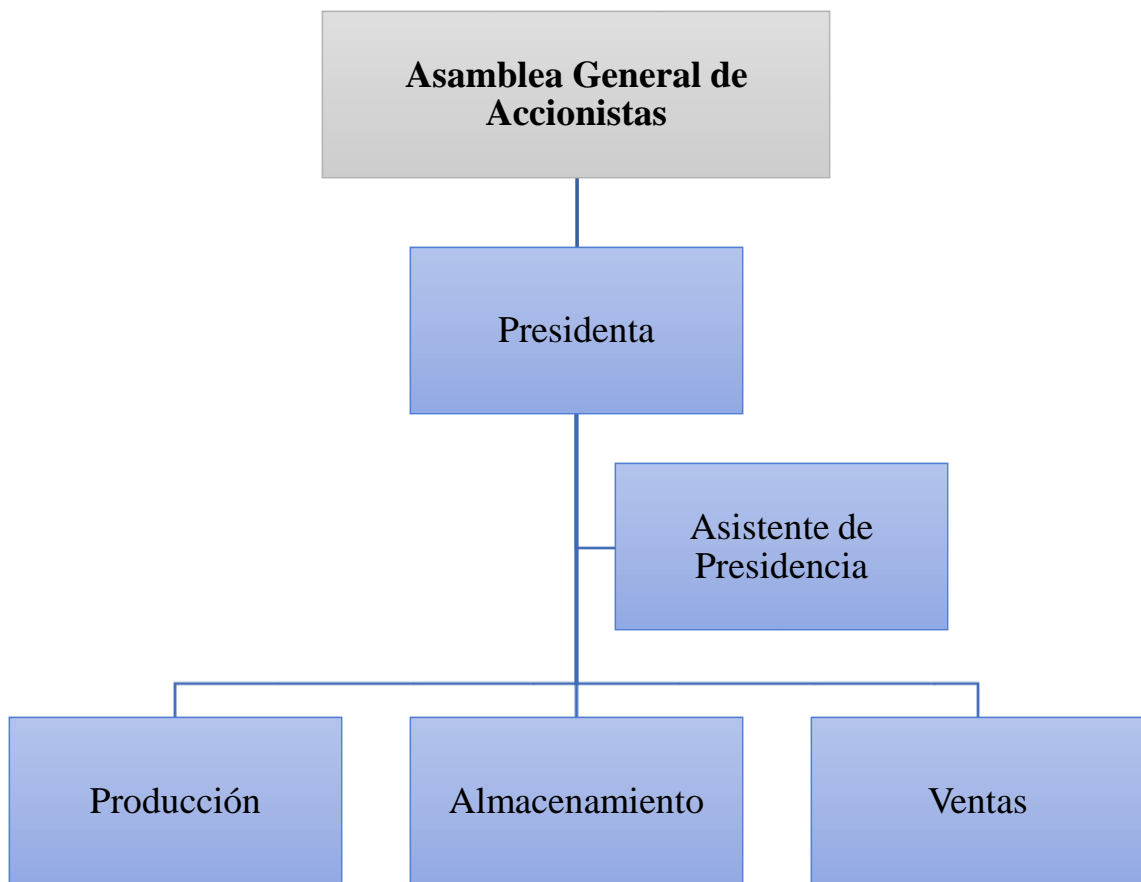 Asamblea General de
Accionistas
Presidenta
Asistente de
Presidencia
Producción
Almacenamiento
Ventas